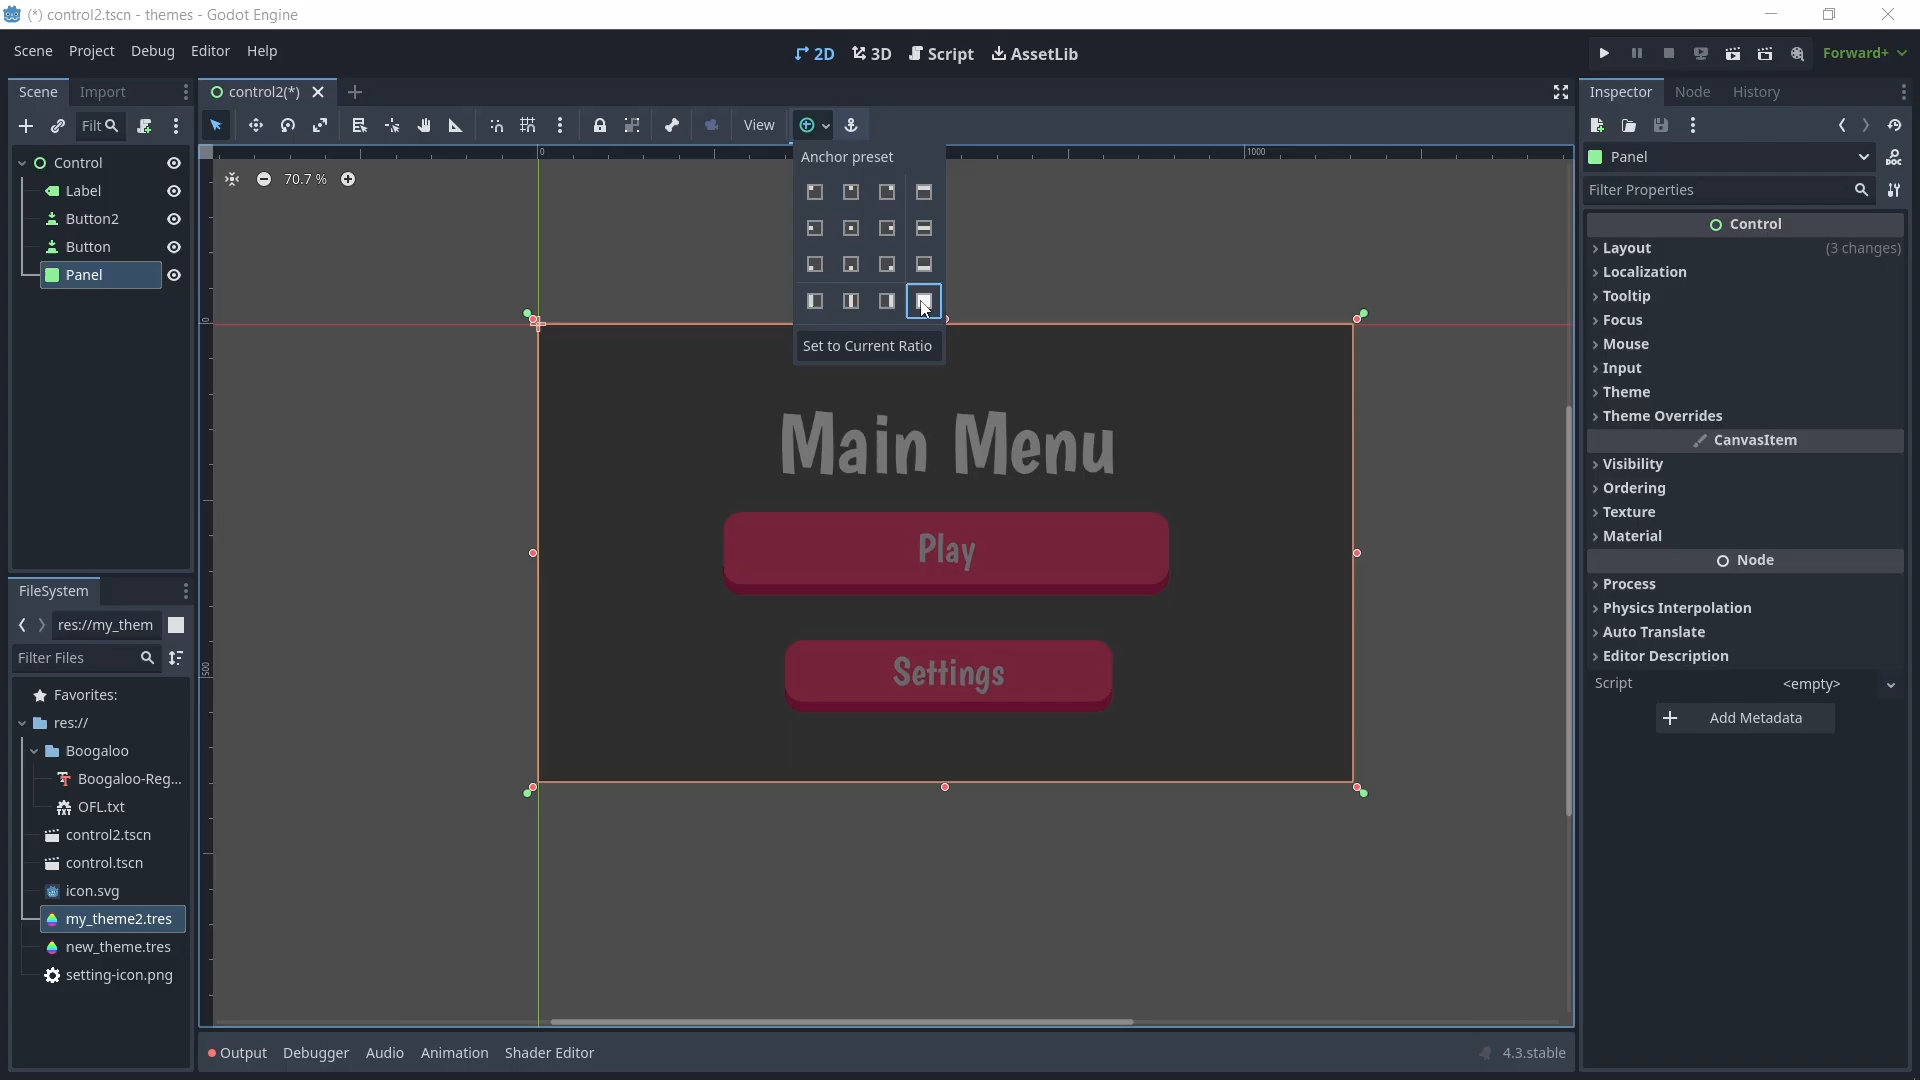 (*) control2.tscn - themes - Godot Engine
Scene Project Debug Editor Help
2D 3D Script AssetLib
Forward+
Scene Import
control2(*)
Inspector Node History
Filt
View
Anchor preset
0
1000
70.7 %
Control
Label
Button2
Button
Panel
Panel
Filter Properties
Control
Layout (3 changes)
Localization
Tooltip
Focus
Mouse
Input
Theme
Theme Overrides
CanvasItem
Visibility
Ordering
Texture
Material
Node
Process
Physics Interpolation
Auto Translate
Editor Description
Script <empty>
Add Metadata
Set to Current Ratio
0
500
Main Menu
Play
Settings
FileSystem
res://my_them
Filter Files
Favorites:
res://
Boogaloo
Boogaloo-Reg...
OFL.txt
control2.tscn
control.tscn
icon.svg
my_theme2.tres
new_theme.tres
setting-icon.png
Output Debugger Audio Animation Shader Editor
4.3.stable